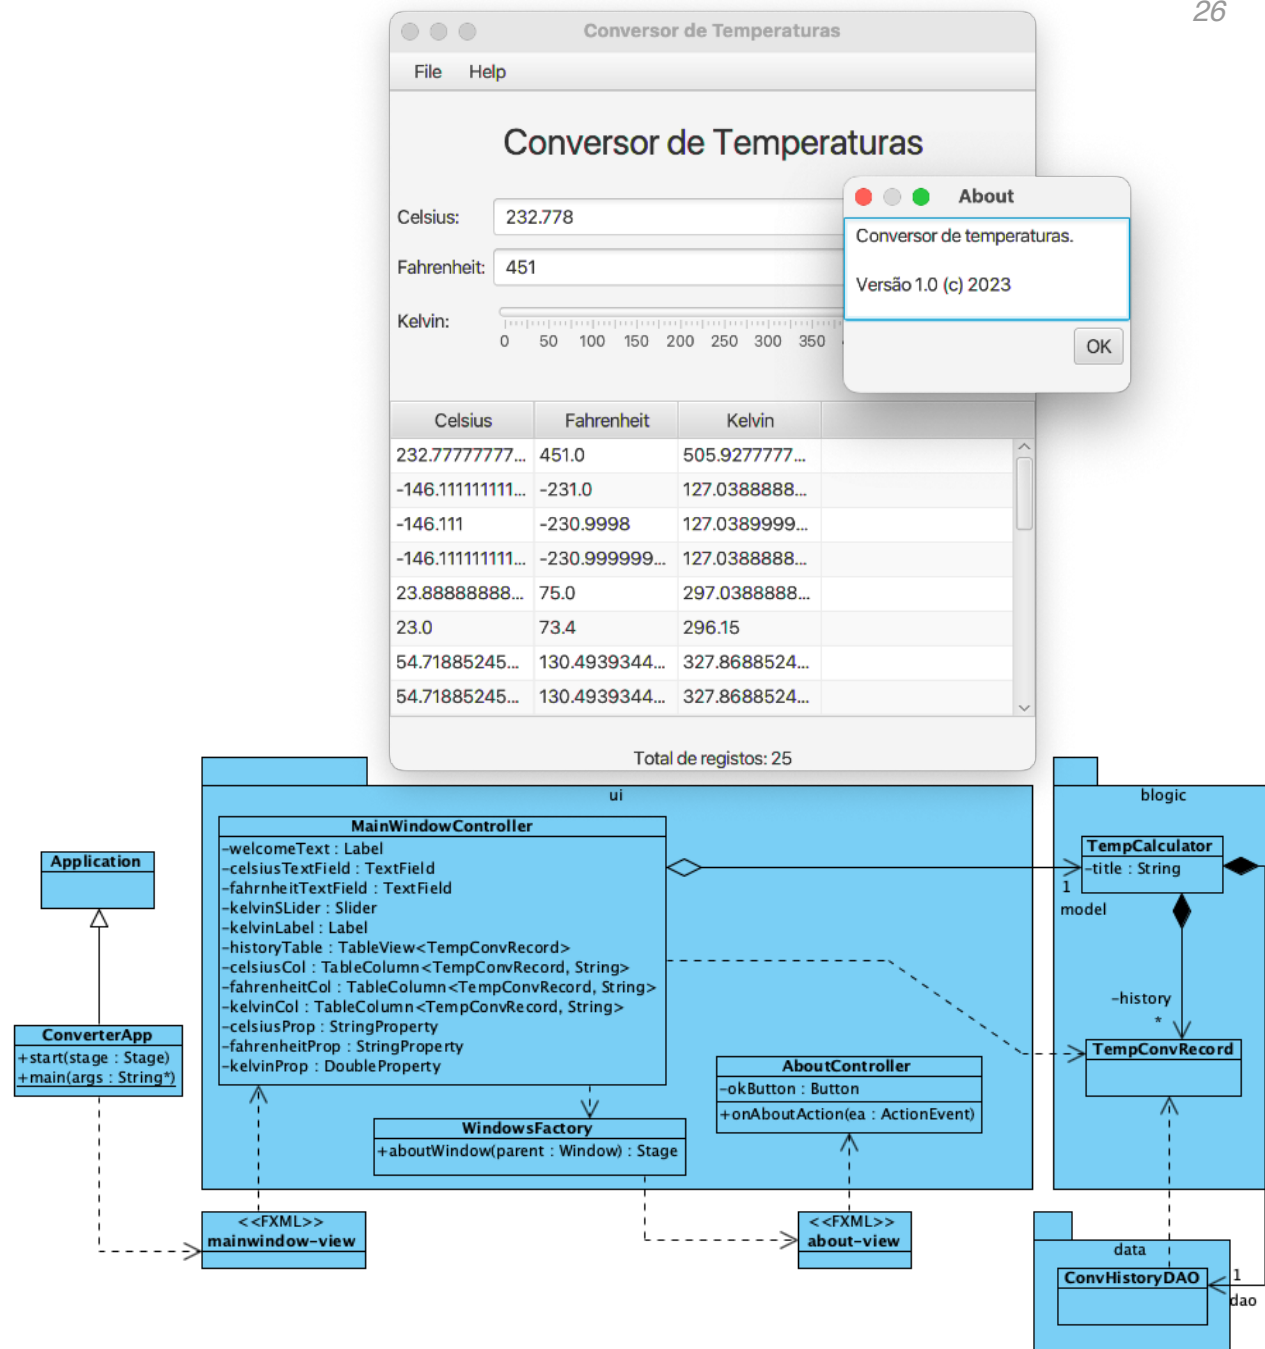 26
Conversor de Temperaturas
File Help
Conversor de Temperaturas
Celsius: 232.778
Fahrenheit: 451
Kelvin:
0 50 100 150 200 250 300 350
About
Conversor de temperaturas.
Versão 1.0 (c) 2023
OK
Celsius Fahrenheit Kelvin
232.77777777... 451.0 505.9277777...
-146.111111111... -231.0 127.0388888...
-146.111 -230.9998 127.0389999...
-146.111111111... -230.999999... 127.0388888...
23.88888888... 75.0 297.0388888...
23.0 73.4 296.15
54.71885245... 130.4939344... 327.8688524...
54.71885245... 130.4939344... 327.8688524...
Total de registos: 25
ui
MainWindowController
-welcomeText : Label
-celsiusTextField : TextField
-fahrnheitTextField : TextField
-kelvinSLider : Slider
-kelvinLabel : Label
-historyTable : TableView<TempConvRecord>
-celsiusCol : TableColumn<TempConvRecord, String>
-fahrenheitCol : TableColumn<TempConvRecord, String>
-kelvinCol : TableColumn<TempConvRecord, String>
-celsiusProp : StringProperty
-fahrenheitProp : StringProperty
-kelvinProp : DoubleProperty
Application
ConverterApp
+start(stage : Stage)
+main(args : String*)
WindowsFactory
+aboutWindow(parent : Window) : Stage
AboutController
-okButton : Button
+onAboutAction(ea : ActionEvent)
<<FXML>>
mainwindow-view
<<FXML>>
about-view
blogic
TempCalculator
-title : String
1
model
-history
*
TempConvRecord
data
ConvHistoryDAO
1
dao